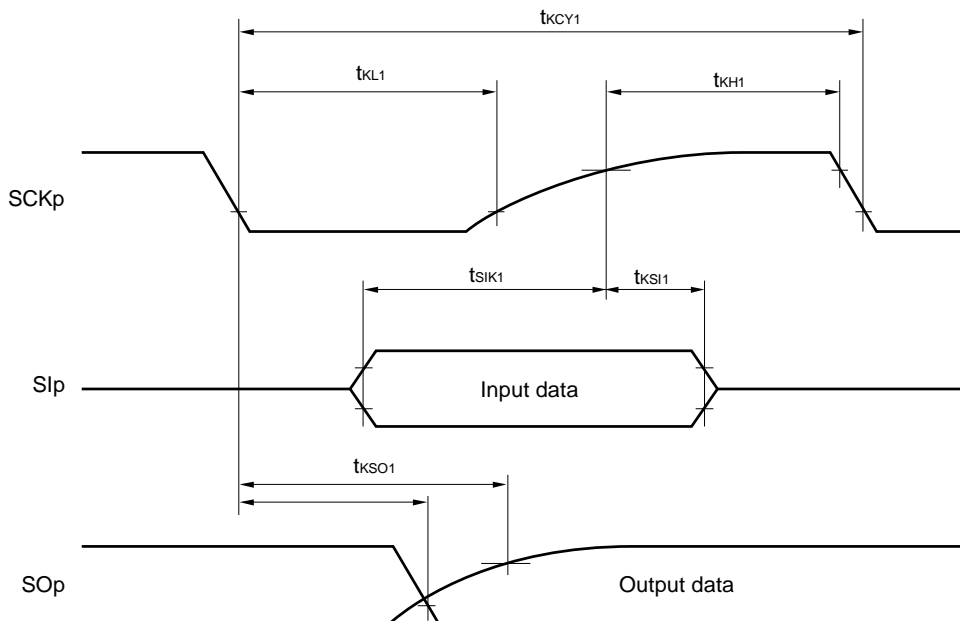 tKCY1
tKL1
tKH1
SCKp
tSIK1
tKSI1
SIp
Input data
tKSO1
SOp
Output data